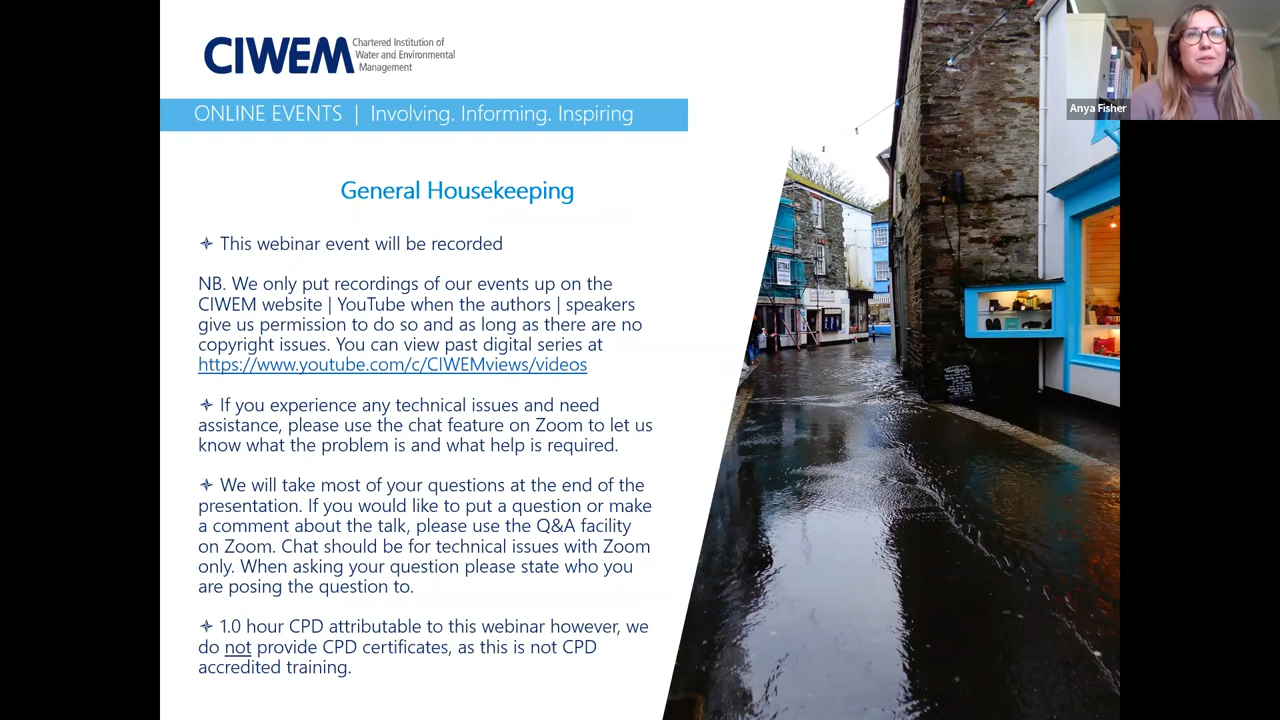 CIWEM
Chartered Institution of
Water and Environmental
Management
Anya Fisher
ONLINE EVENTS | Involving. Informing. Inspiring
General Housekeeping
✦ This webinar event will be recorded
NB. We only put recordings of our events up on the
CIWEM website | YouTube when the authors | speakers
give us permission to do so and as long as there are no
copyright issues. You can view past digital series at
https://www.youtube.com/c/CIWEMviews/videos
✦ If you experience any technical issues and need
assistance, please use the chat feature on Zoom to let us
know what the problem is and what help is required.
✦ We will take most of your questions at the end of the
presentation. If you would like to put a question or make
a comment about the talk, please use the Q&A facility
on Zoom. Chat should be for technical issues with Zoom
only. When asking your question please state who you
are posing the question to.
✦ 1.0 hour CPD attributable to this webinar however, we
do not provide CPD certificates, as this is not CPD
accredited training.